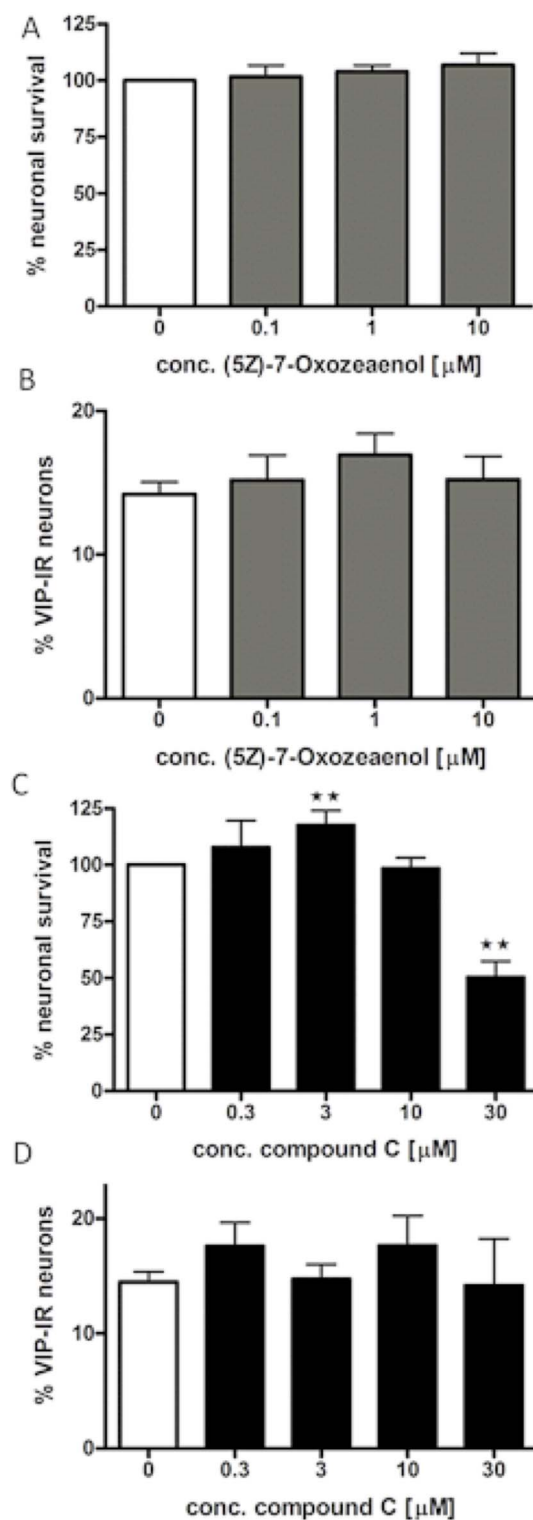 A
% neuronal survival
125
100
75
50
25
0
0 0.1 1 10
conc. (5Z)-7-Oxozeaenol [μM]
B
% VIP-IR neurons
20
10
0
0 0.1 1 10
conc. (5Z)-7-Oxozeaenol [μM]
C
% neuronal survival
125
100
75
50
25
0
★★
★★
0 0.3 3 10 30
conc. compound C [μM]
D
% VIP-IR neurons
20
10
0
0 0.3 3 10 30
conc. compound C [μM]